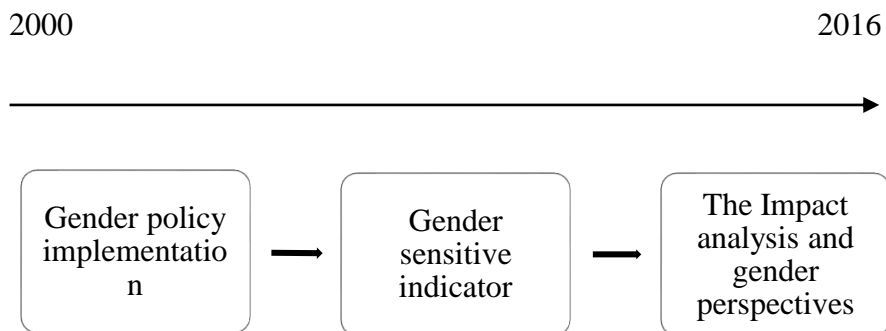 2000
2016
Gender policy
implementatio
n
Gender
sensitive
indicator
The Impact
analysis and
gender
perspectives